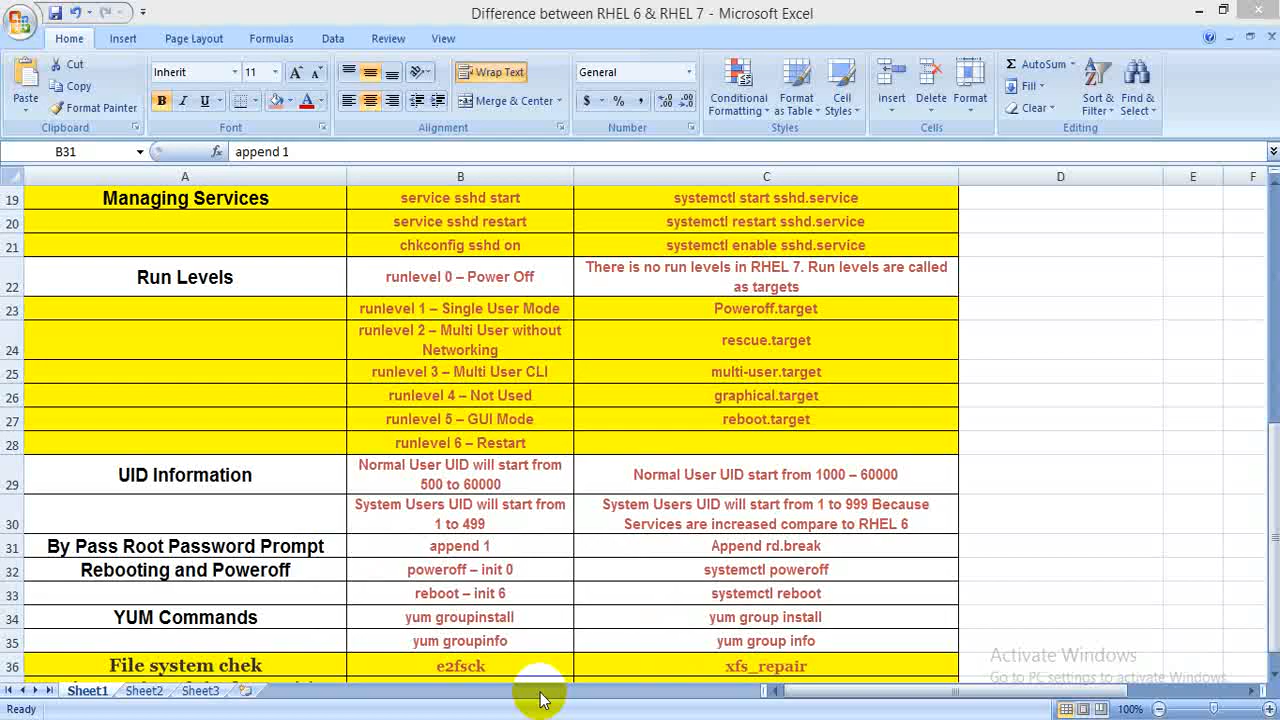 Difference between RHEL 6 & RHEL 7 - Microsoft Excel
Home Insert Page Layout Formulas Data Review View
Paste
Cut
Copy
Format Painter
Clipboard
Inherit 11
B I U A
Font
Wrap Text
Merge & Center
Alignment
General
$ % ,
Number
Conditional Formatting
Format as Table
Cell Styles
Styles
Insert Delete Format
Cells
Σ AutoSum
Fill
Clear
Sort & Filter
Find & Select
Editing
B31 fx append 1
A B C D E F
19 Managing Services service sshd start systemctl start sshd.service
20 service sshd restart systemctl restart sshd.service
21 chkconfig sshd on systemctl enable sshd.service
22 Run Levels runlevel 0 – Power Off There is no run levels in RHEL 7. Run levels are called
as targets
23 runlevel 1 – Single User Mode Poweroff.target
24 runlevel 2 – Multi User without
Networking rescue.target
25 runlevel 3 – Multi User CLI multi-user.target
26 runlevel 4 – Not Used graphical.target
27 runlevel 5 – GUI Mode reboot.target
28 runlevel 6 – Restart
29 UID Information Normal User UID will start from
500 to 60000 Normal User UID start from 1000 – 60000
30 System Users UID will start from
1 to 499 System Users UID will start from 1 to 999 Because
Services are increased compare to RHEL 6
31 By Pass Root Password Prompt append 1 Append rd.break
32 Rebooting and Poweroff poweroff – init 0 systemctl poweroff
33 reboot – init 6 systemctl reboot
34 YUM Commands yum groupinstall yum group install
35 yum groupinfo yum group info
36 File system chek e2fsck xfs_repair
Activate Windows
Go to PC settings to activate Windows.
Sheet1 Sheet2 Sheet3
Ready 100%